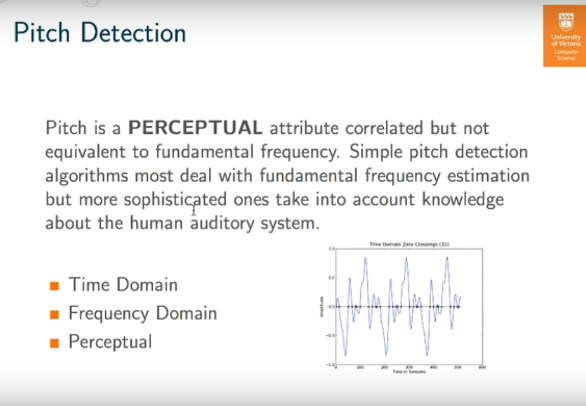 Pitch Detection
University
of Victoria
Computer
Science
Pitch is a PERCEPTUAL attribute correlated but not
equivalent to fundamental frequency. Simple pitch detection
algorithms most deal with fundamental frequency estimation
but more sophisticated ones take into account knowledge
about the human auditory system.
Time Domain
Frequency Domain
Perceptual
Time Domain Zero Crossings (31)
1.0
0.5
0.0
−0.5
−1.0
Amplitude
0 100 200 300 400 500 600
Time in Samples